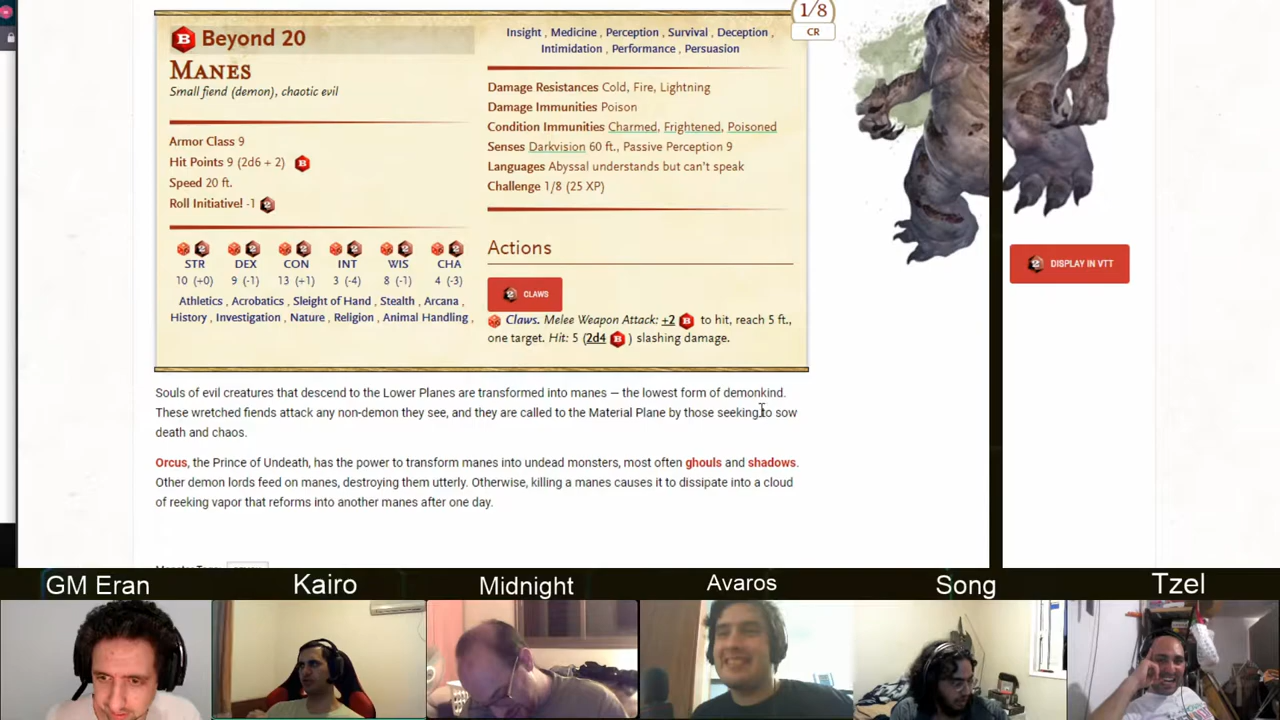 Beyond 20
MANES
Small fiend (demon), chaotic evil
Armor Class 9
Hit Points 9 (2d6 + 2)
Speed 20 ft.
Roll Initiative! -1
STR DEX CON INT WIS CHA
10 (+0) 9 (-1) 13 (+1) 3 (-4) 8 (-1) 4 (-3)
Athletics , Acrobatics , Sleight of Hand , Stealth , Arcana ,
History , Investigation , Nature , Religion , Animal Handling ,
Insight , Medicine , Perception , Survival , Deception ,
Intimidation , Performance , Persuasion
1/8
CR
Damage Resistances Cold, Fire, Lightning
Damage Immunities Poison
Condition Immunities Charmed, Frightened, Poisoned
Senses Darkvision 60 ft., Passive Perception 9
Languages Abyssal understands but can't speak
Challenge 1/8 (25 XP)
Actions
CLAWS
Claws. Melee Weapon Attack: +2 to hit, reach 5 ft.,
one target. Hit: 5 (2d4 ) slashing damage.
DISPLAY IN VTT
Souls of evil creatures that descend to the Lower Planes are transformed into manes — the lowest form of demonkind.
These wretched fiends attack any non-demon they see, and they are called to the Material Plane by those seeking to sow
death and chaos.
Orcus, the Prince of Undeath, has the power to transform manes into undead monsters, most often ghouls and shadows.
Other demon lords feed on manes, destroying them utterly. Otherwise, killing a manes causes it to dissipate into a cloud
of reeking vapor that reforms into another manes after one day.
GM Eran
Kairo
Midnight
Avaros
Song
Tzel